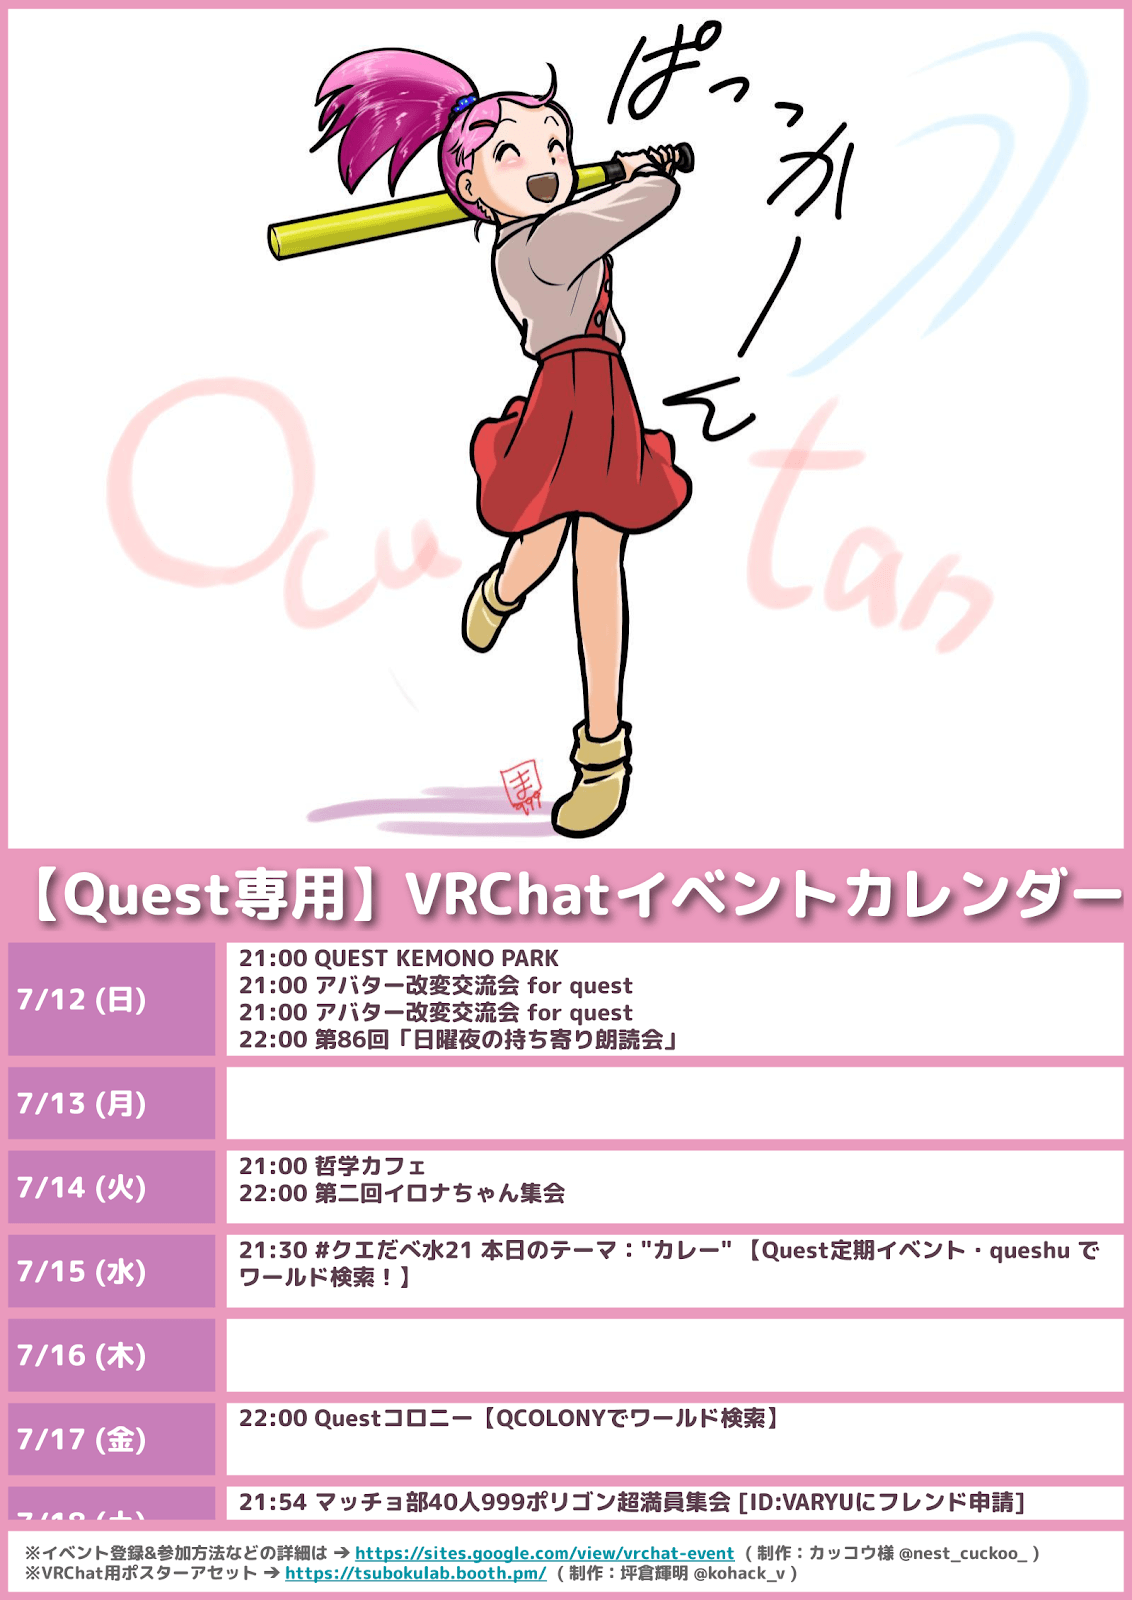 ぱっっかーん
Ocutan
ま
999
【Quest専用】VRChatイベントカレンダー
7/12 (日)
21:00 QUEST KEMONO PARK
21:00 アバター改変交流会 for quest
21:00 アバター改変交流会 for quest
22:00 第86回「日曜夜の持ち寄り朗読会」
7/13 (月)
7/14 (火)
21:00 哲学カフェ
22:00 第二回イロナちゃん集会
7/15 (水)
21:30 #クエだべ水21 本日のテーマ："カレー" 【Quest定期イベント・queshu で
ワールド検索！】
7/16 (木)
7/17 (金)
22:00 Questコロニー【QCOLONYでワールド検索】
7/18 (土)
21:54 マッチョ部40人999ポリゴン超満員集会 [ID:VARYUにフレンド申請]
※イベント登録&参加方法などの詳細は ➔ https://sites.google.com/view/vrchat-event ( 制作：カッコウ様 @nest_cuckoo_ )
※VRChat用ポスターアセット ➔ https://tsubokulab.booth.pm/ ( 制作：坪倉輝明 @kohack_v )